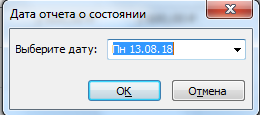 Дата отчета о состоянии
Выберите дату: Пн 13.08.18
ОК Отмена